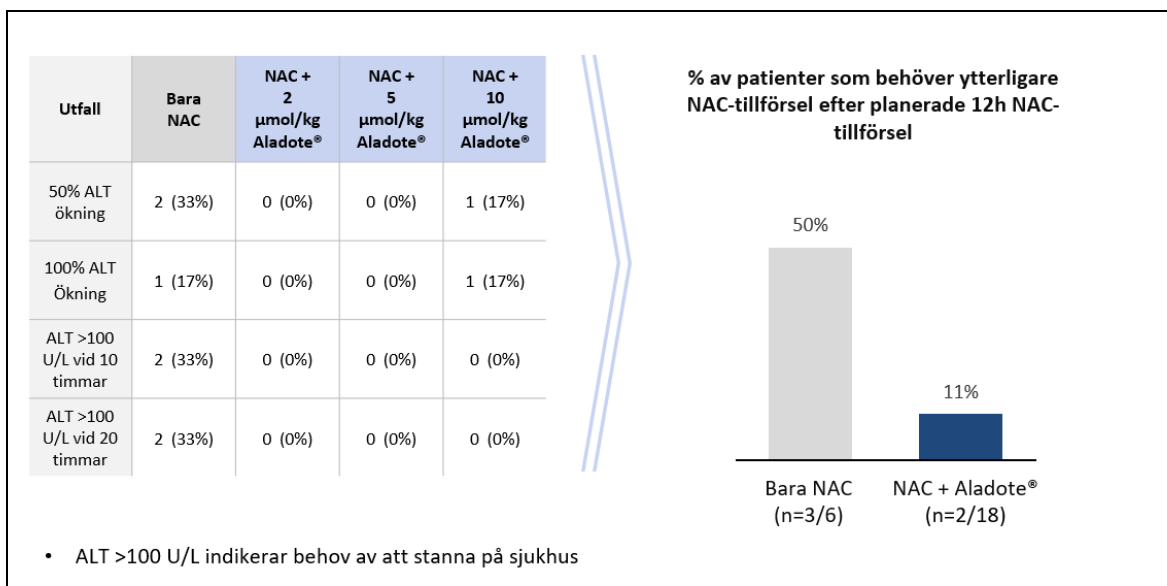 Utfall
Bara
NAC
NAC +
2
µmol/kg
Aladote®
NAC +
5
µmol/kg
Aladote®
NAC +
10
µmol/kg
Aladote®
50% ALT
ökning
2 (33%)
0 (0%)
0 (0%)
1 (17%)
100% ALT
Ökning
1 (17%)
0 (0%)
0 (0%)
1 (17%)
ALT >100
U/L vid 10
timmar
2 (33%)
0 (0%)
0 (0%)
0 (0%)
ALT >100
U/L vid 20
timmar
2 (33%)
0 (0%)
0 (0%)
0 (0%)
% av patienter som behöver ytterligare
NAC-tillförsel efter planerade 12h NAC-
tillförsel
50%
11%
Bara NAC
(n=3/6)
NAC + Aladote®
(n=2/18)
• ALT >100 U/L indikerar behov av att stanna på sjukhus